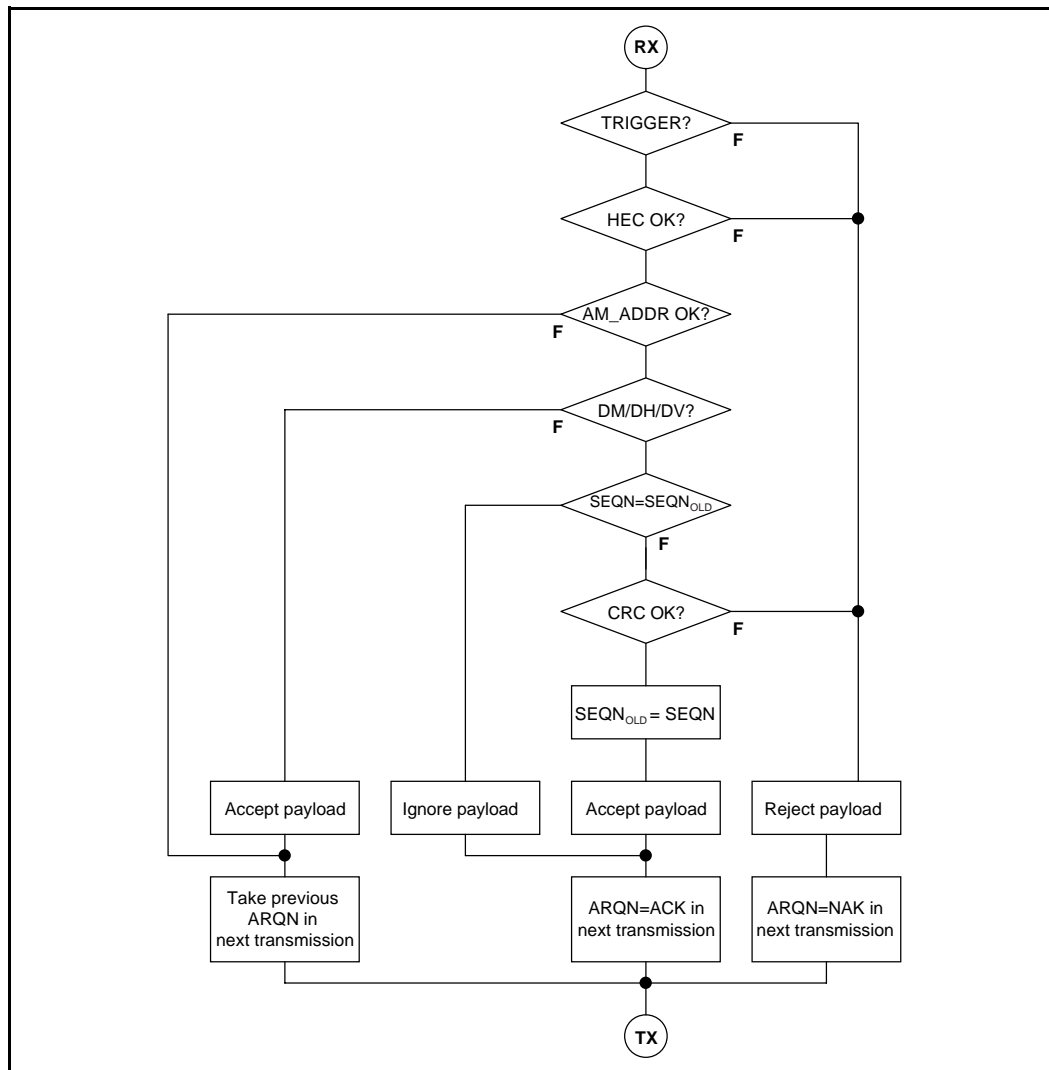 RX
TRIGGER?
F
HEC OK?
F
AM_ADDR OK?
F
DM/DH/DV?
F
SEQN=SEQNOLD
F
CRC OK?
F
SEQNOLD = SEQN
Accept payload
Ignore payload
Accept payload
Reject payload
Take previous
ARQN in
next transmission
ARQN=ACK in
next transmission
ARQN=NAK in
next transmission
TX